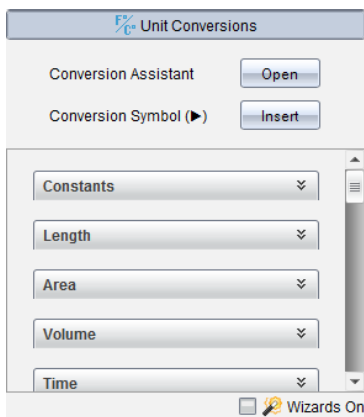 F°/C° Unit Conversions
Conversion Assistant Open
Conversion Symbol (▶) Insert
Constants
Length
Area
Volume
Time
Wizards On